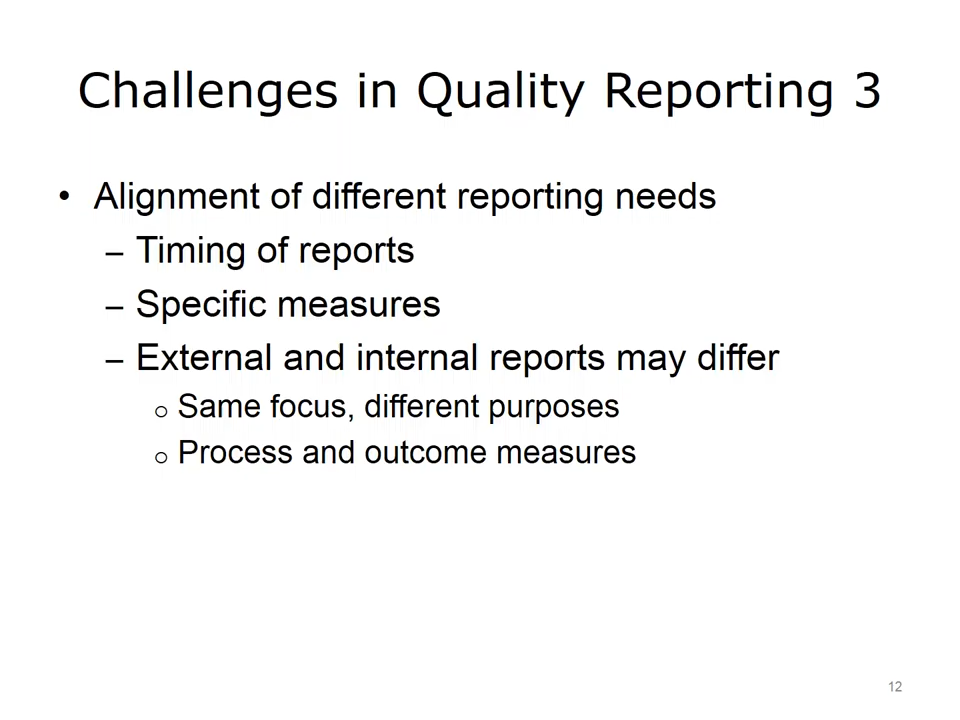 Challenges in Quality Reporting 3
• Alignment of different reporting needs
– Timing of reports
– Specific measures
– External and internal reports may differ
o Same focus, different purposes
o Process and outcome measures
12